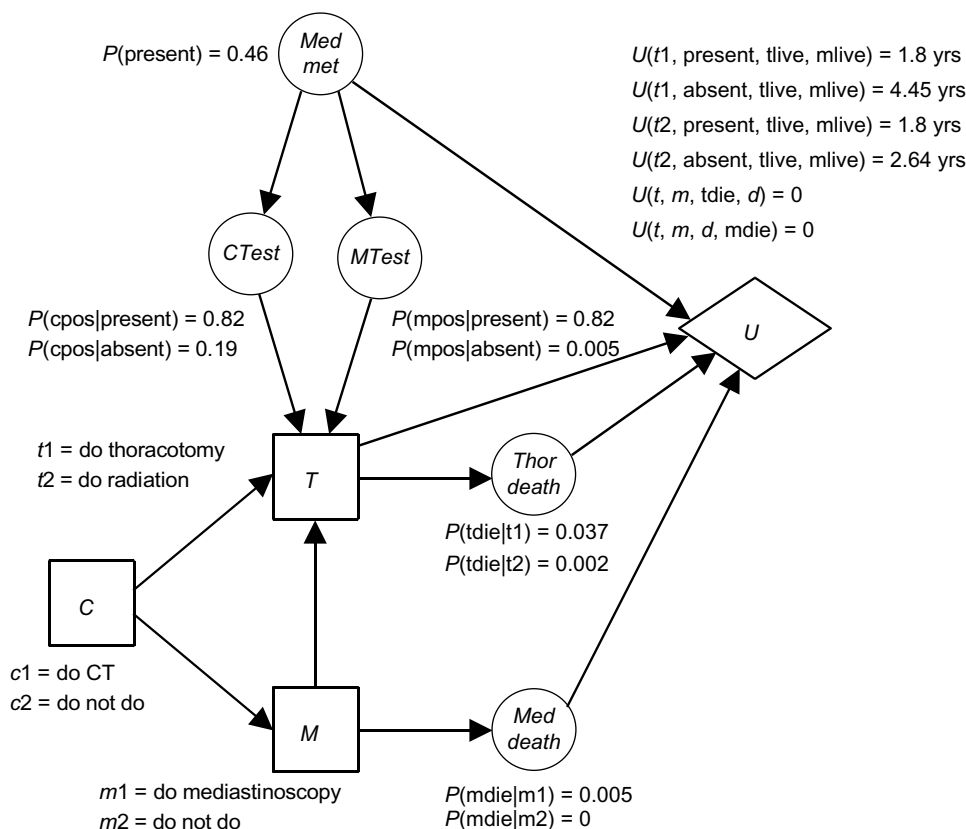 P(present) = 0.46
Med
met
U(t1, present, tlive, mlive) = 1.8 yrs
U(t1, absent, tlive, mlive) = 4.45 yrs
U(t2, present, tlive, mlive) = 1.8 yrs
U(t2, absent, tlive, mlive) = 2.64 yrs
U(t, m, tdie, d) = 0
U(t, m, d, mdie) = 0
CTest
MTest
P(cpos|present) = 0.82
P(cpos|absent) = 0.19
P(mpos|present) = 0.82
P(mpos|absent) = 0.005
U
t1 = do thoracotomy
t2 = do radiation
T
Thor
death
P(tdie|t1) = 0.037
P(tdie|t2) = 0.002
C
c1 = do CT
c2 = do not do
M
Med
death
m1 = do mediastinoscopy
m2 = do not do
P(mdie|m1) = 0.005
P(mdie|m2) = 0